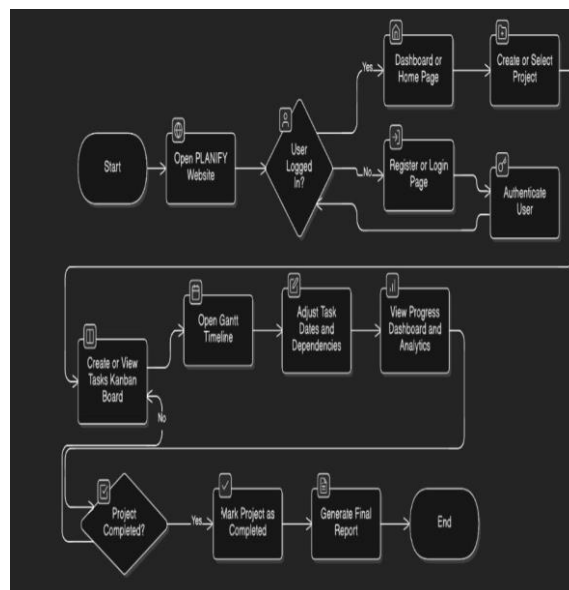 Start
Open PLANIFY
Website
User
Logged
In?
Yes
Dashboard or
Home Page
Create or Select
Project
No
Register or Login
Page
Authenticate
User
Create or View
Tasks Kanban
Board
Open Gantt
Timeline
Adjust Task
Dates and
Dependencies
View Progress
Dashboard and
Analytics
No
Project
Completed?
Yes
Mark Project as
Completed
Generate Final
Report
End